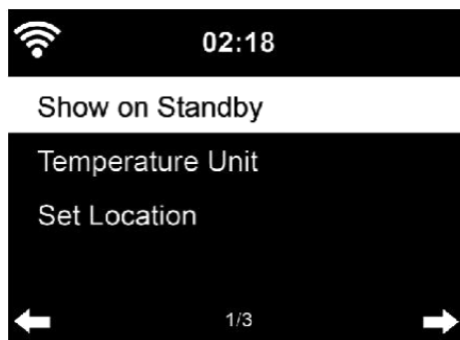 02:18
Show on Standby
Temperature Unit
Set Location
1/3